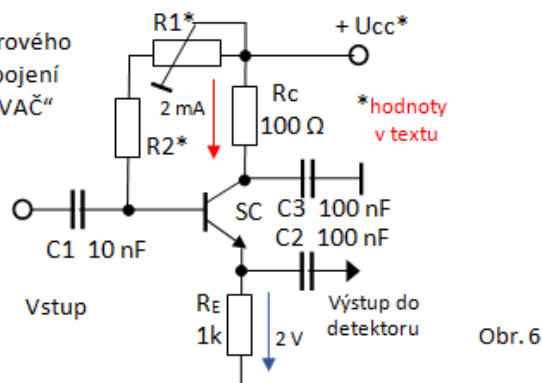 rového
pojení
VAČ“
R1*
+ Ucc*
2 mA
Rc
100 Ω
*hodnoty
v textu
R2*
SC
C3 100 nF
C2 100 nF
C1 10 nF
Vstup
RE
1k
2 V
Výstup do
detektoru
Obr. 6